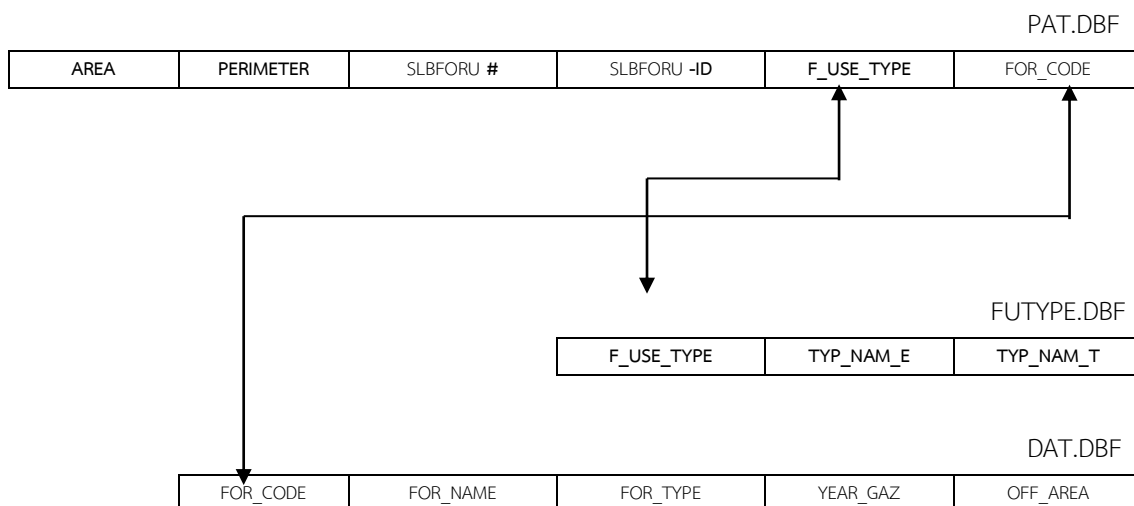 PAT.DBF
AREA PERIMETER SLBFORU # SLBFORU -ID F_USE_TYPE FOR_CODE
FUTYPE.DBF
F_USE_TYPE TYP_NAM_E TYP_NAM_T
DAT.DBF
FOR_CODE FOR_NAME FOR_TYPE YEAR_GAZ OFF_AREA